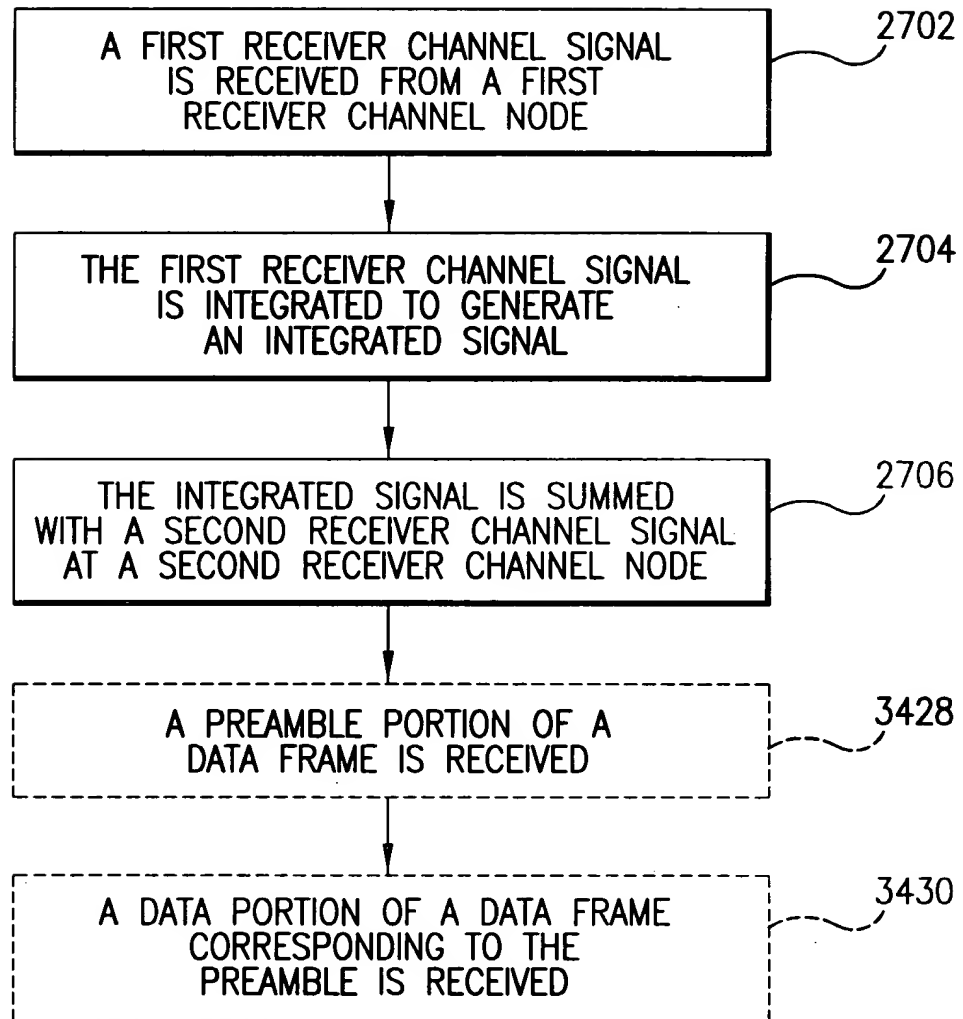 A FIRST RECEIVER CHANNEL SIGNAL
IS RECEIVED FROM A FIRST
RECEIVER CHANNEL NODE
2702
THE FIRST RECEIVER CHANNEL SIGNAL
IS INTEGRATED TO GENERATE
AN INTEGRATED SIGNAL
2704
THE INTEGRATED SIGNAL IS SUMMED
WITH A SECOND RECEIVER CHANNEL SIGNAL
AT A SECOND RECEIVER CHANNEL NODE
2706
A PREAMBLE PORTION OF A
DATA FRAME IS RECEIVED
3428
A DATA PORTION OF A DATA FRAME
CORRESPONDING TO THE
PREAMBLE IS RECEIVED
3430